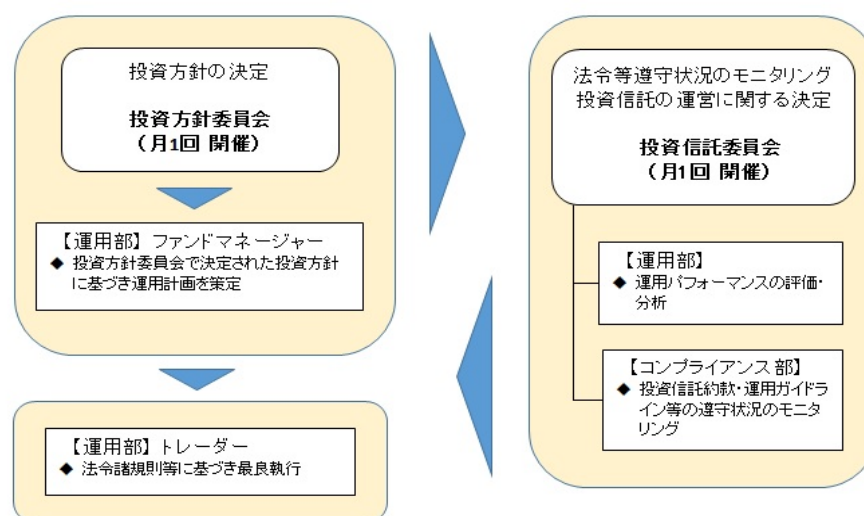 投資方針の決定
投資方針委員会
(月1回 開催)
【運用部】ファンドマネージャー
◆ 投資方針委員会で決定された投資方針
に基づき運用計画を策定
【運用部】トレーダー
◆ 法令諸規則等に基づき最良執行
法令等遵守状況のモニタリング
投資信託の運営に関する決定
投資信託委員会
(月1回 開催)
【運用部】
◆ 運用パフォーマンスの評価・
分析
【コンプライアンス部】
◆ 投資信託約款・運用ガイドラ
イン等の遵守状況のモニタ
リング